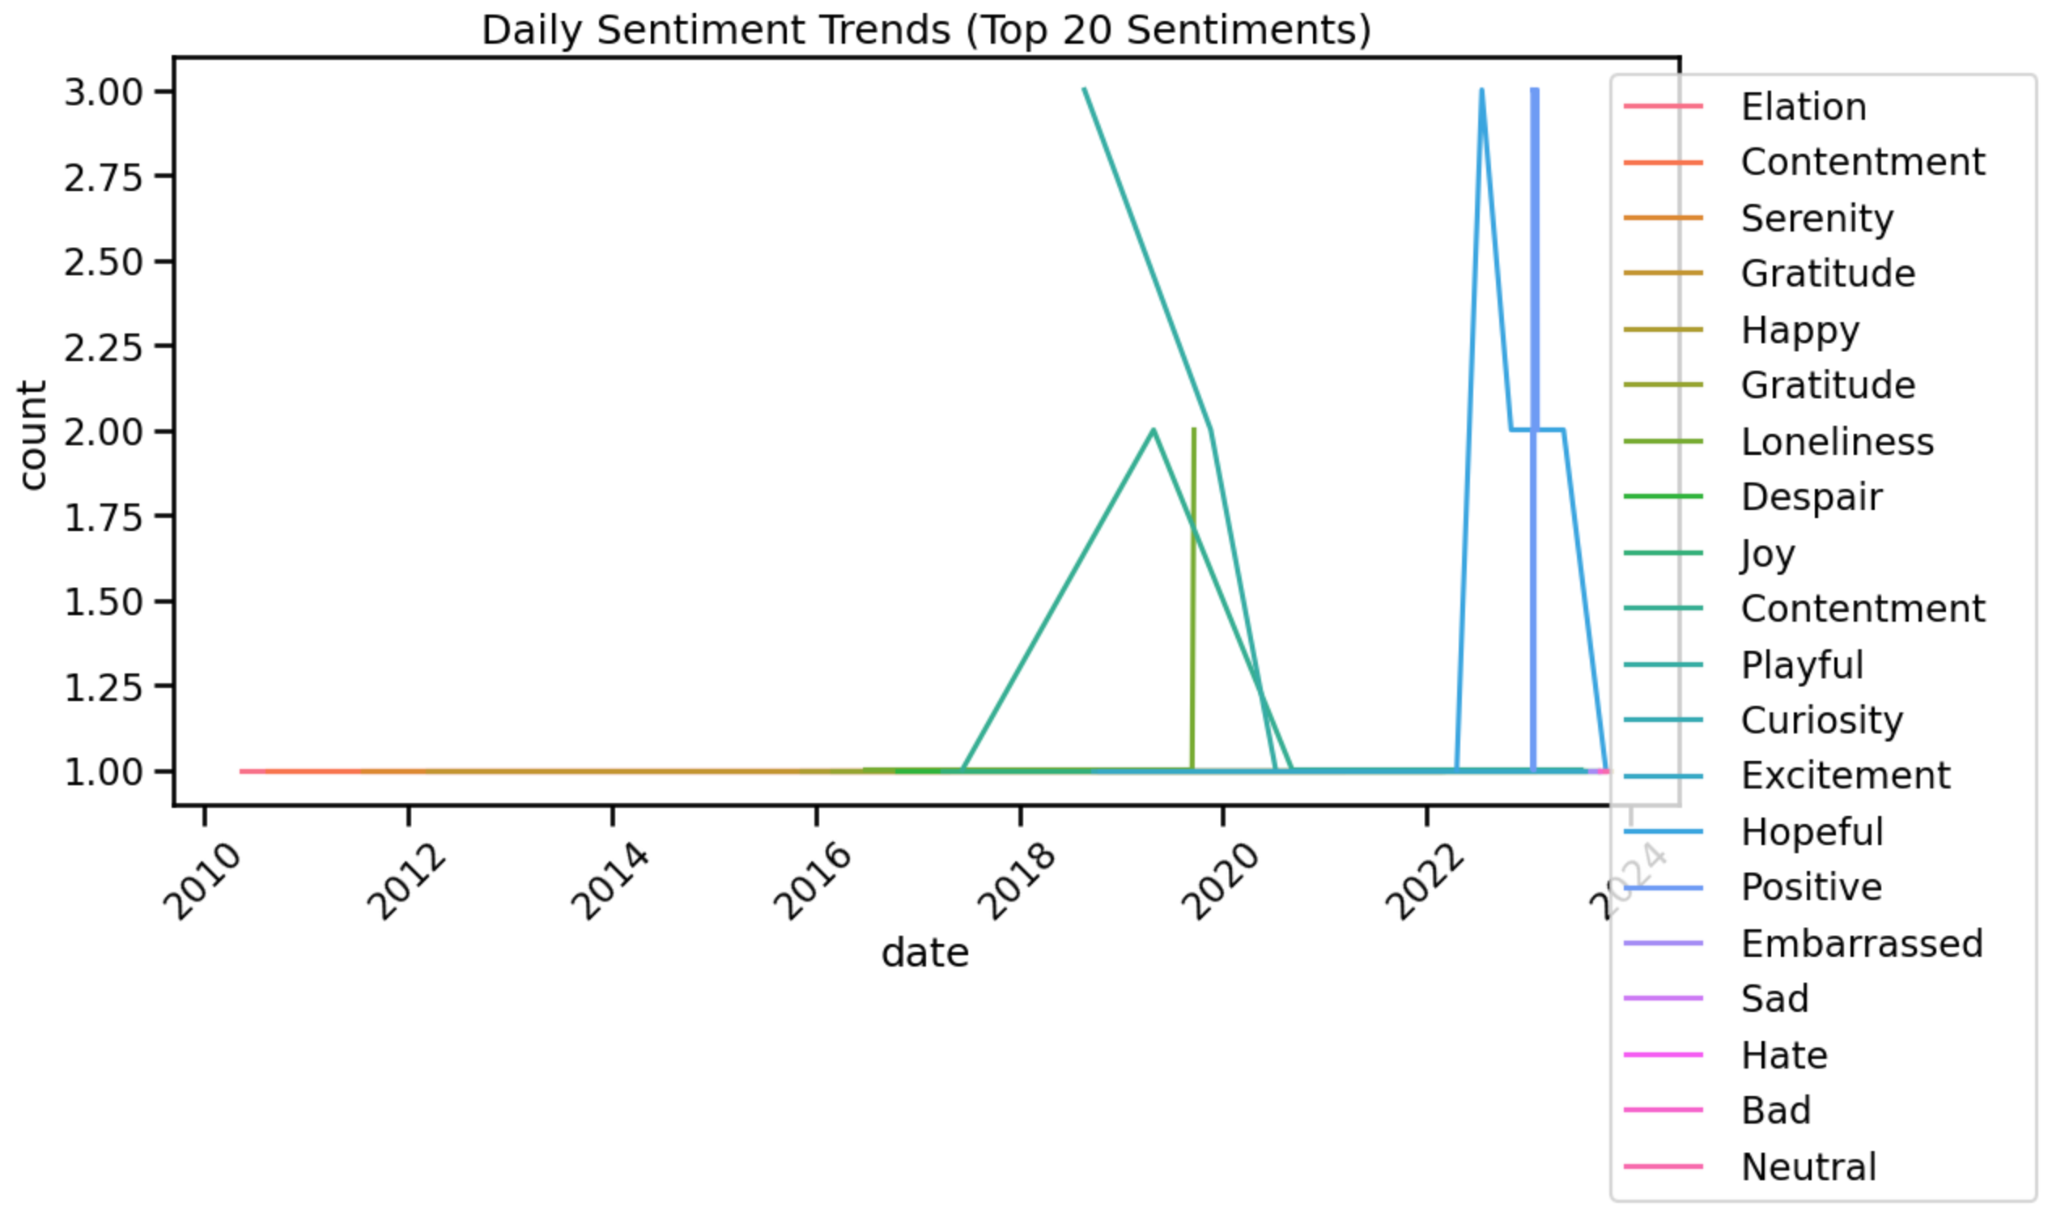 Daily Sentiment Trends (Top 20 Sentiments)
3.00
2.75
2.50
2.25
2.00
1.75
1.50
1.25
1.00
count
2010
2012
2014
2016
2018
2020
2022
2024
date
Elation
Contentment
Serenity
Gratitude
Happy
Gratitude
Loneliness
Despair
Joy
Contentment
Playful
Curiosity
Excitement
Hopeful
Positive
Embarrassed
Sad
Hate
Bad
Neutral